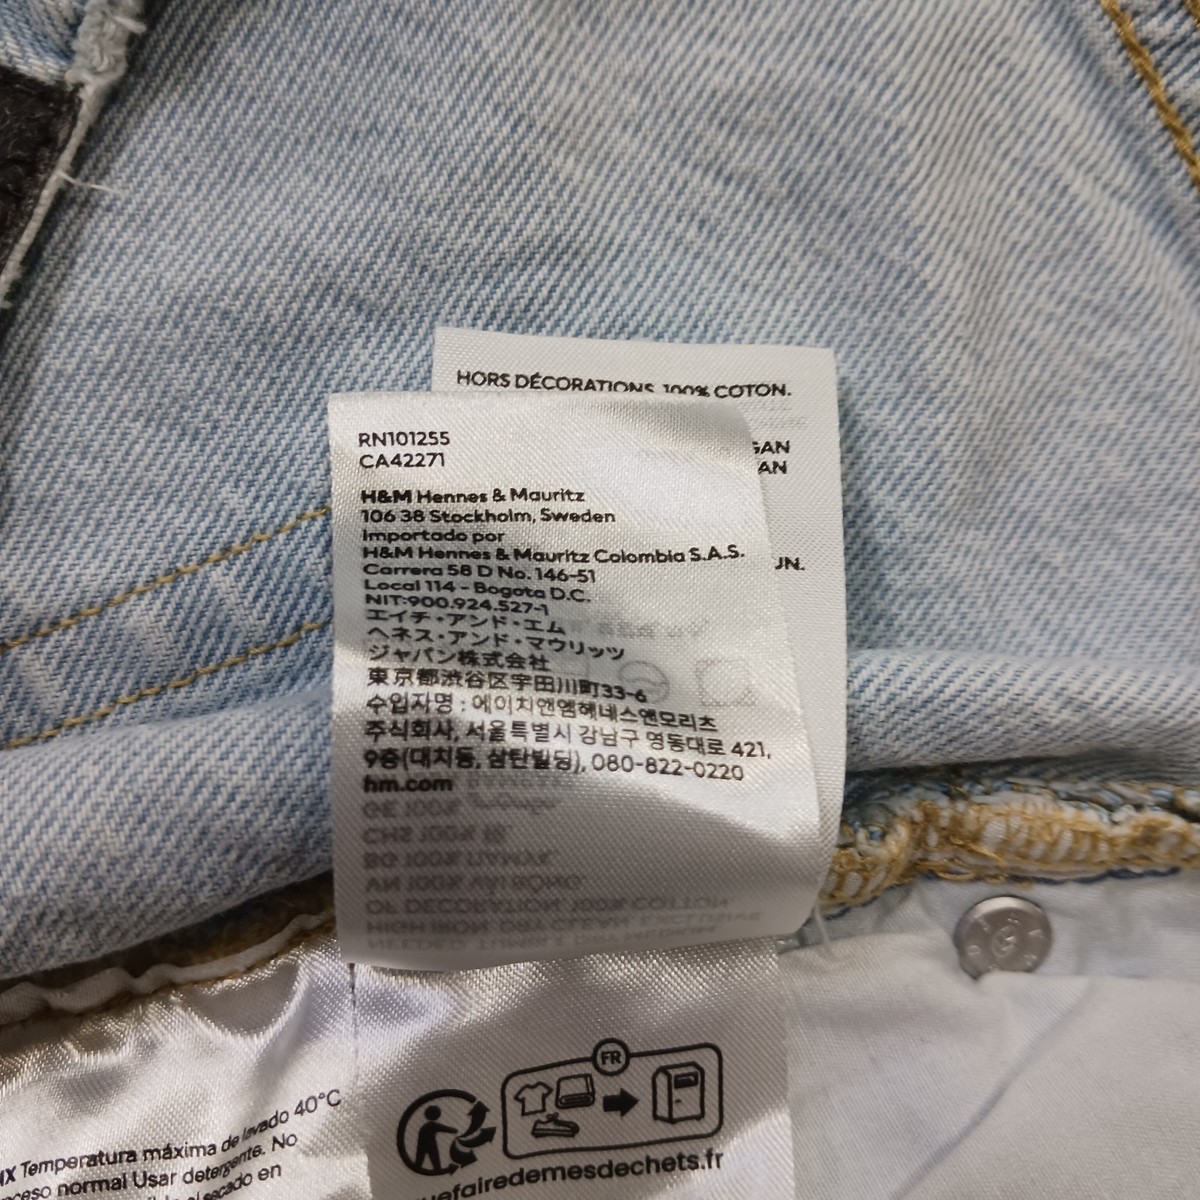 HORS DÉCORATIONS 100% COTON.
RN101255
CA42271
H&M Hennes & Mauritz
106 38 Stockholm, Sweden
Importado por
H&M Hennes & Mauritz Colombia S.A.S.
Carrera 58 D No. 146-51
Local 114 - Bogota D.C.
NIT:900.924.527-1
エイチ・アンド・エム
ヘネス・アンド・マウリッツ
ジャパン株式会社
東京都渋谷区宇田川町33-6
수입자명 : 에이치앤엠헤네스앤모리츠
주식회사, 서울특별시 강남구 영동대로 421,
9층(대치동, 삼탄빌딩), 080-822-0220
hm.com
FR
Temperatura máxima de lavado 40°C
normal Usar detergente. No
secado en
uefairedemesdechets.fr